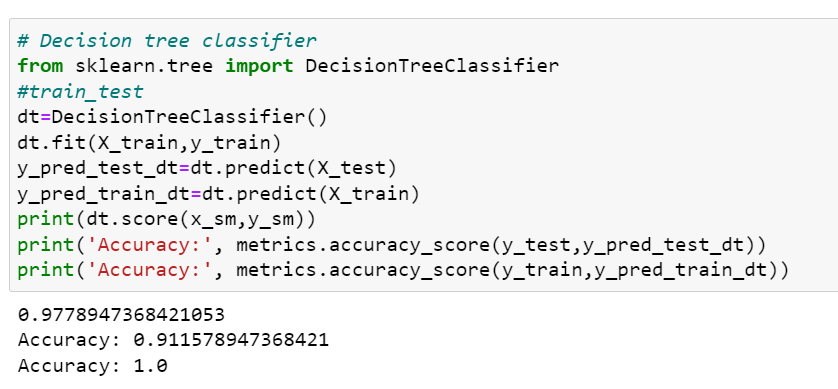 # Decision tree classifier
from sklearn.tree import DecisionTreeClassifier
#train_test
dt=DecisionTreeClassifier()
dt.fit(X_train,y_train)
y_pred_test_dt=dt.predict(X_test)
y_pred_train_dt=dt.predict(X_train)
print(dt.score(x_sm,y_sm))
print('Accuracy:', metrics.accuracy_score(y_test,y_pred_test_dt))
print('Accuracy:', metrics.accuracy_score(y_train,y_pred_train_dt))
0.9778947368421053
Accuracy: 0.911578947368421
Accuracy: 1.0